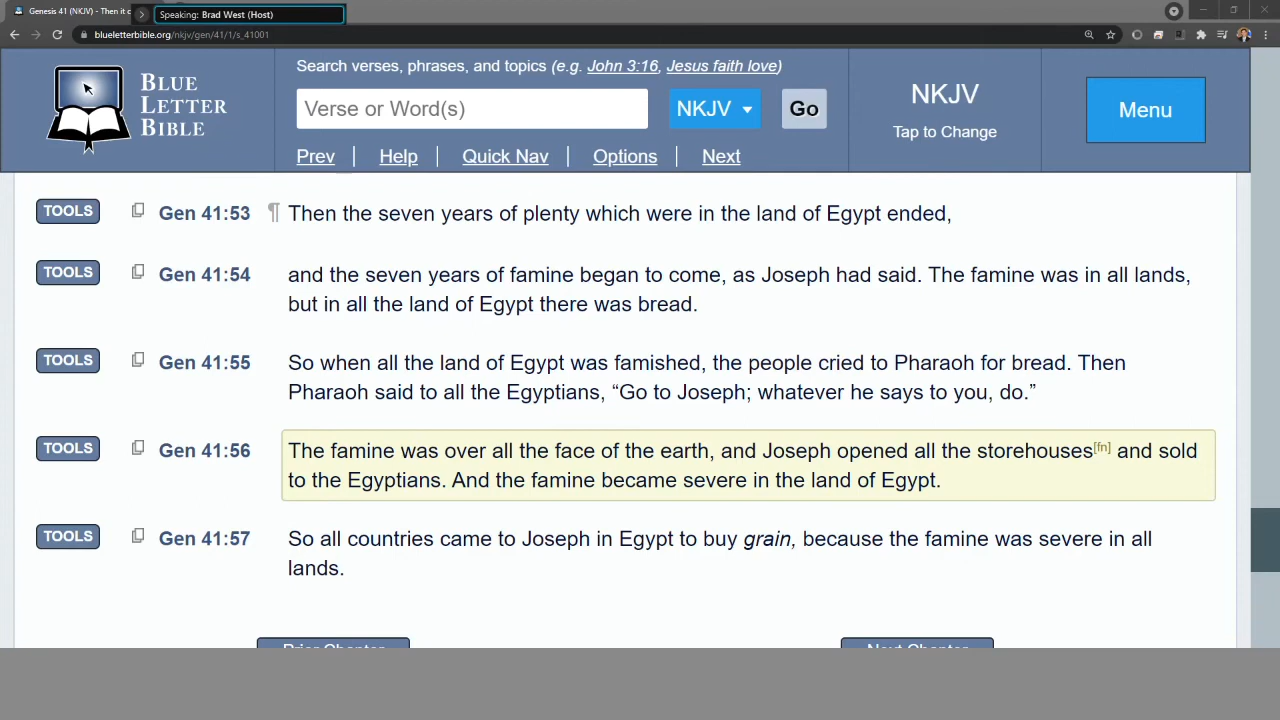 Genesis 41 (NKJV) - Then it c
Speaking: Brad West (Host)
blueletterbible.org/nkjv/gen/41/1/s_41001
BLUE
LETTER
BIBLE
Search verses, phrases, and topics (e.g. John 3:16, Jesus faith love)
Verse or Word(s)
NKJV
Go
Prev | Help | Quick Nav | Options | Next
NKJV
Tap to Change
Menu
TOOLS Gen 41:53 ¶ Then the seven years of plenty which were in the land of Egypt ended,
TOOLS Gen 41:54 and the seven years of famine began to come, as Joseph had said. The famine was in all lands,
but in all the land of Egypt there was bread.
TOOLS Gen 41:55 So when all the land of Egypt was famished, the people cried to Pharaoh for bread. Then
Pharaoh said to all the Egyptians, “Go to Joseph; whatever he says to you, do.”
TOOLS Gen 41:56 The famine was over all the face of the earth, and Joseph opened all the storehouses[fn] and sold
to the Egyptians. And the famine became severe in the land of Egypt.
TOOLS Gen 41:57 So all countries came to Joseph in Egypt to buy grain, because the famine was severe in all
lands.
Prior Chapter Next Chapter